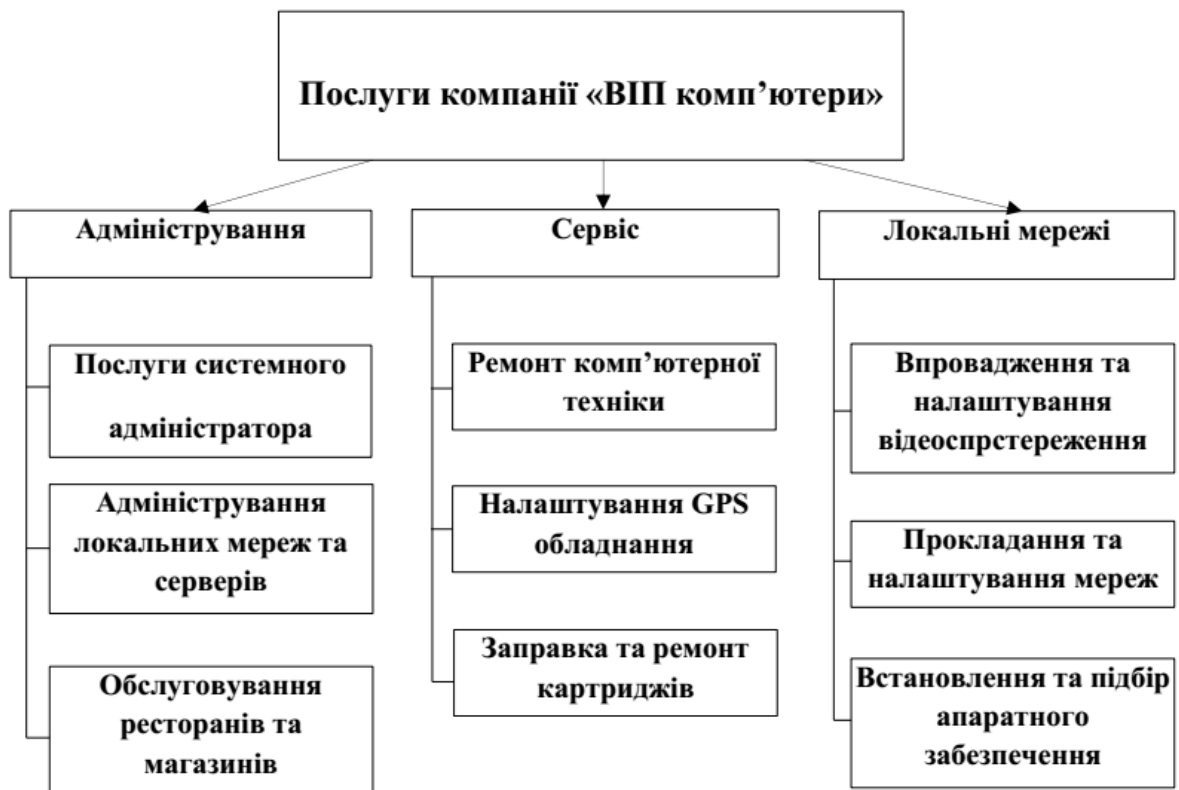 Послуги компанії «ВІП комп’ютери»
Адміністрування
Послуги системного
адміністратора
Адміністрування
локальних мереж та
серверів
Обслуговування
ресторанів та
магазинів
Сервіс
Ремонт комп’ютерної
техніки
Налаштування GPS
обладнання
Заправка та ремонт
картриджів
Локальні мережі
Впровадження та
налаштування
відеоспрстереження
Прокладання та
налаштування мереж
Встановлення та підбір
апаратного
забезпечення